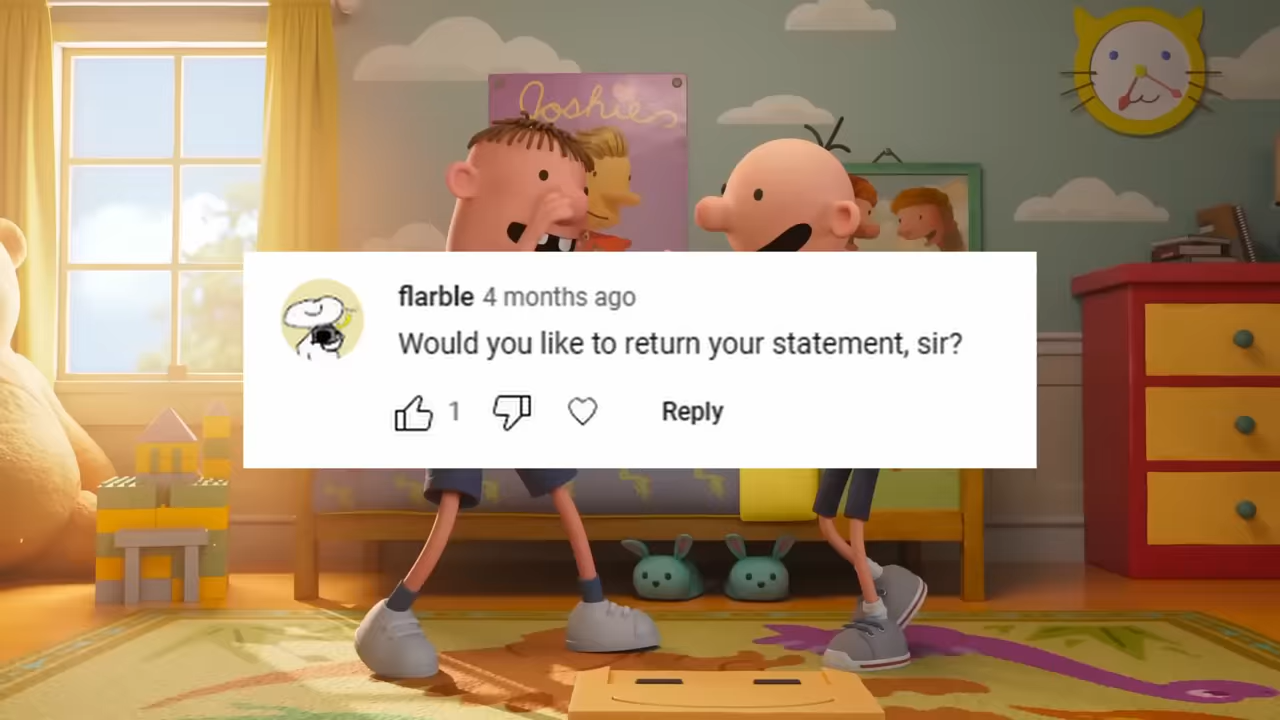 Joshie
flarble 4 months ago
Would you like to return your statement, sir?
1
Reply